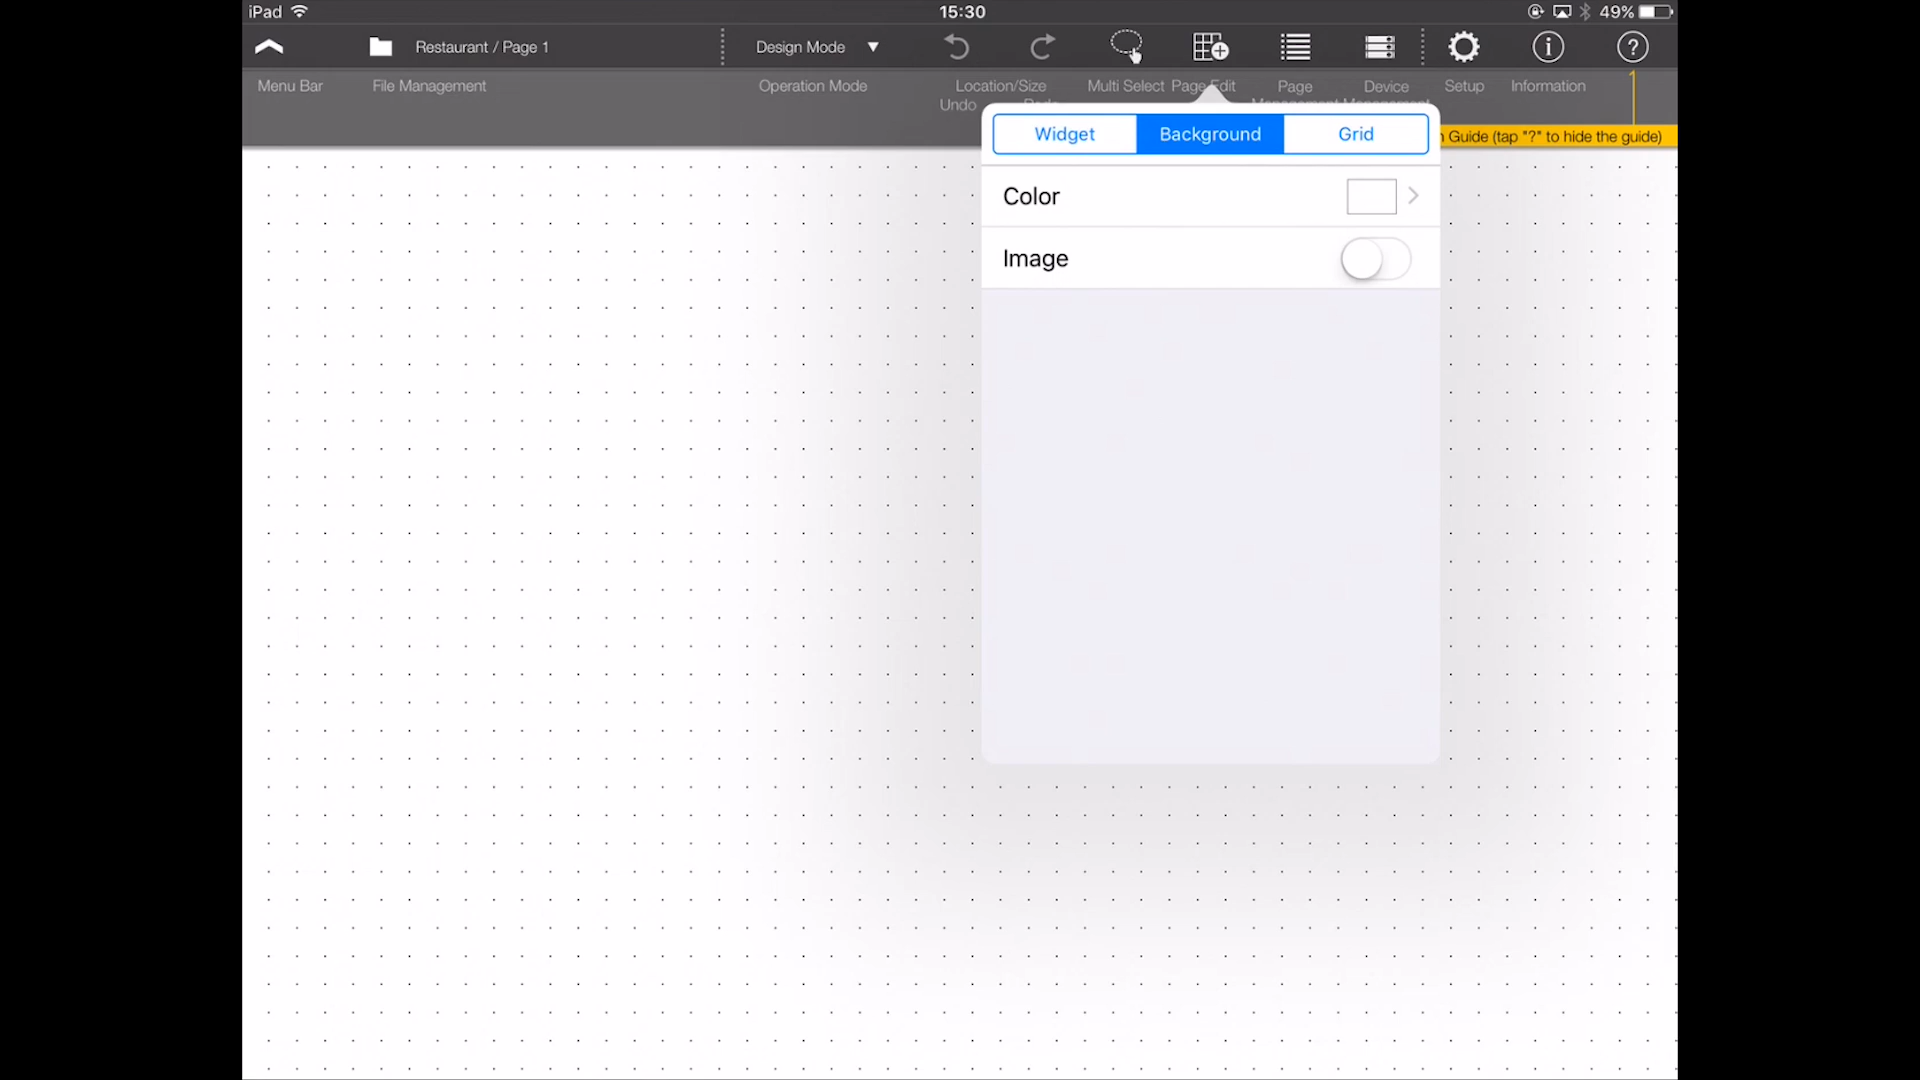 iPad 15:30 49%
Restaurant / Page 1 Design Mode ▼
Menu Bar File Management Operation Mode Location/Size Multi Select Page Edit Page Device Setup Information
Undo
Widget Background Grid
Guide (tap "?" to hide the guide)
Color
Image